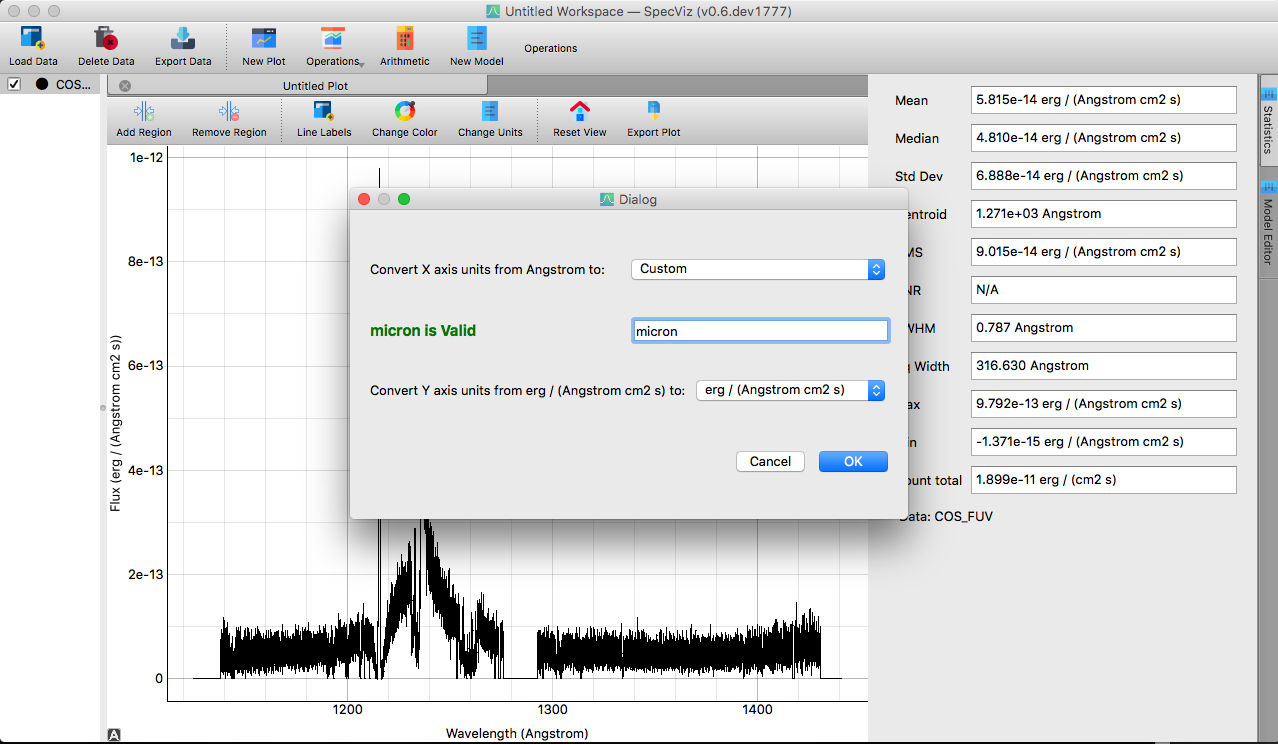 Untitled Workspace — SpecViz (v0.6.dev1777)
Load Data Delete Data Export Data New Plot Operations Arithmetic New Model Operations
COS...
Untitled Plot
Add Region Remove Region Line Labels Change Color Change Units Reset View Export Plot
1e-12
8e-13
6e-13
4e-13
2e-13
0
Flux (erg / (Angstrom cm2 s))
1200 1300 1400
Wavelength (Angstrom)
A
Dialog
Convert X axis units from Angstrom to: Custom
micron is Valid micron
Convert Y axis units from erg / (Angstrom cm2 s) to: erg / (Angstrom cm2 s)
Cancel OK
Mean 5.815e-14 erg / (Angstrom cm2 s)
Median 4.810e-14 erg / (Angstrom cm2 s)
Std Dev 6.888e-14 erg / (Angstrom cm2 s)
entroid 1.271e+03 Angstrom
MS 9.015e-14 erg / (Angstrom cm2 s)
NR N/A
WHM 0.787 Angstrom
Width 316.630 Angstrom
ax 9.792e-13 erg / (Angstrom cm2 s)
in -1.371e-15 erg / (Angstrom cm2 s)
ount total 1.899e-11 erg / (cm2 s)
Data: COS_FUV
Statistics
Model Editor